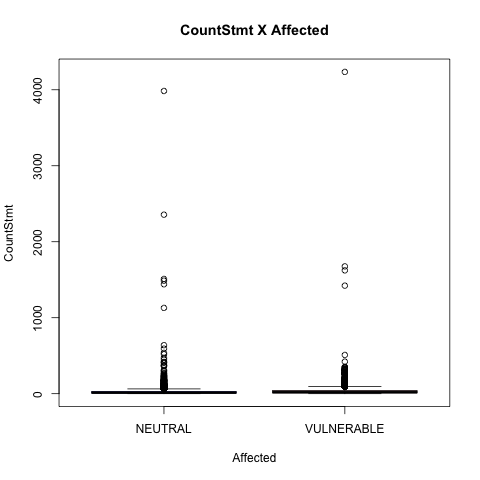 CountStmt X Affected
4000
3000
2000
1000
0
CountStmt
NEUTRAL
VULNERABLE
Affected